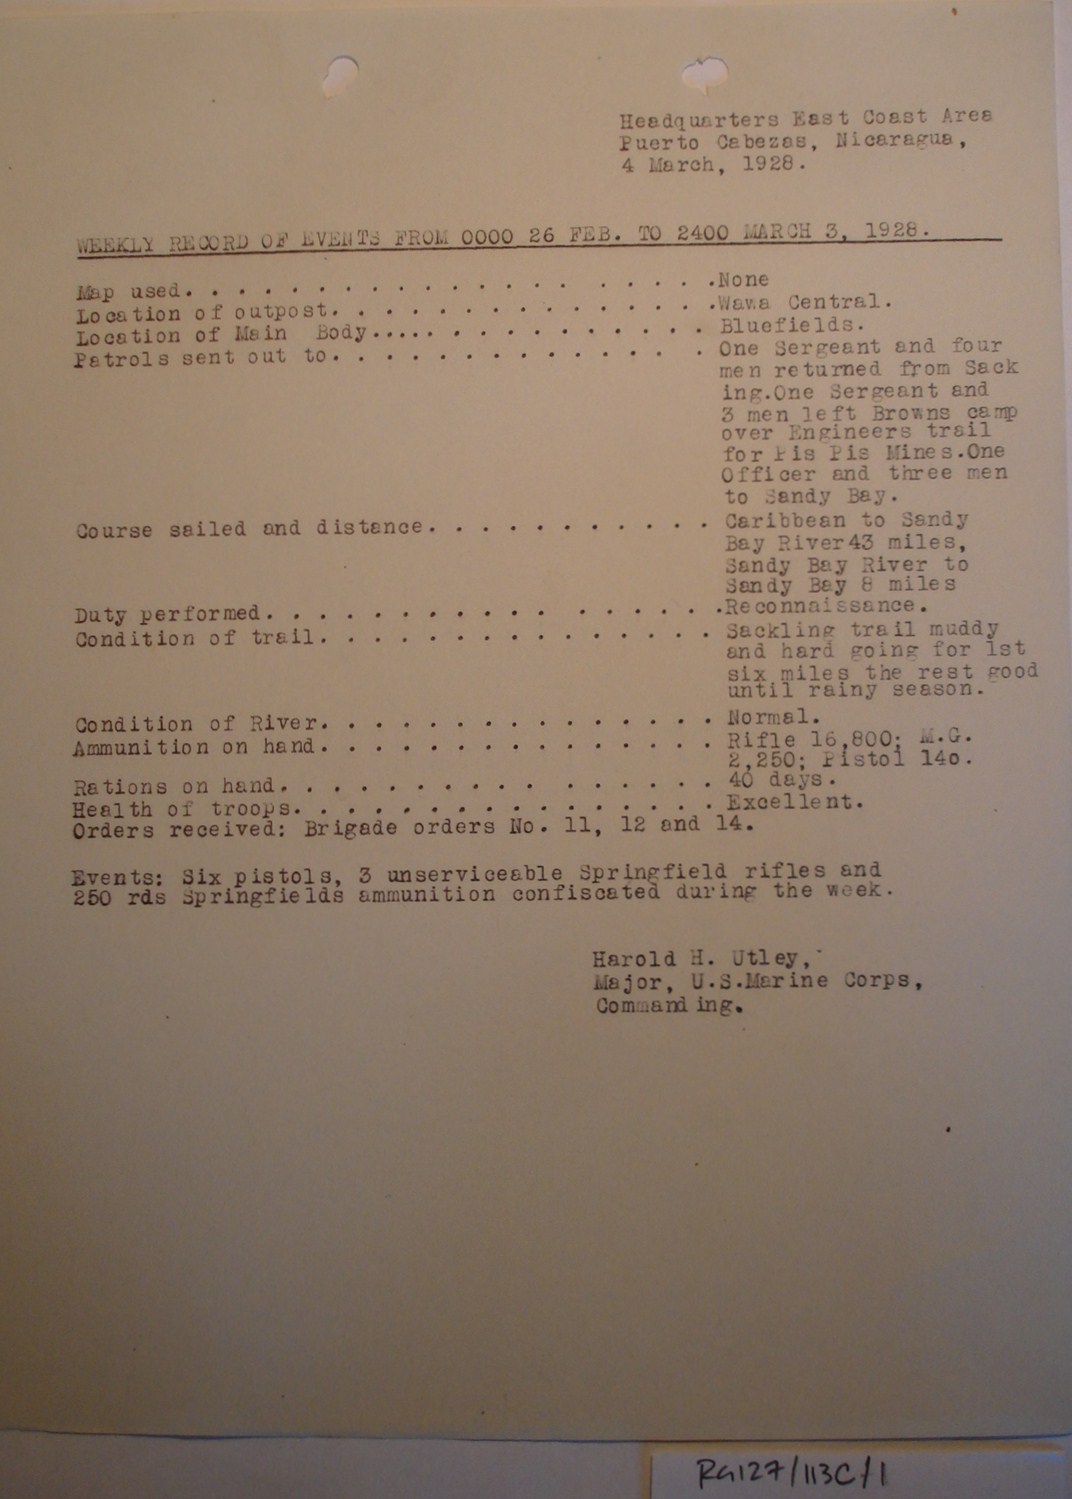 Headquarters East Coast Area
Puerto Cabezas, Nicaragua,
4 March, 1928.
WEEKLY RECORD OF EVENTS FROM 0000 26 FEB. TO 2400 MARCH 3, 1928.
Map used. . . . . . . . . . . . . . . . . . . .None
Location of outpost. . . . . . . . . . . . . . .Wawa Central.
Location of Main Body..... . . . . . . . . . . . Bluefields.
Patrols sent out to. . . . . . . . . . . . . . One Sergeant and four
men returned from Sack
ing.One Sergeant and
3 men left Browns camp
over Engineers trail
for Pis Pis Mines.One
Officer and three men
to Sandy Bay.
Course sailed and distance. . . . . . . . . . . Caribbean to Sandy
Bay River 43 miles,
Sandy Bay River to
Sandy Bay 8 miles
Duty performed. . . . . . . . . . . . . . . . . .Reconnaissance.
Condition of trail. . . . . . . . . . . . . . . Sackling trail muddy
and hard going for 1st
six miles the rest good
until rainy season.
Condition of River. . . . . . . . . . . . . . . Normal.
Ammunition on hand. . . . . . . . . . . . . . . Rifle 16,800; M.G.
2,250; Pistol 14o.
Rations on hand. . . . . . . . . . . . . . . . . 40 days.
Health of troops. . . . . . . . . . . . . . . . Excellent.
Orders received: Brigade orders No. 11, 12 and 14.
Events: Six pistols, 3 unserviceable Springfield rifles and
250 rds Springfields ammunition confiscated during the week.
Harold H. Utley,
Major, U.S.Marine Corps,
Commanding.
RG127/113C/1